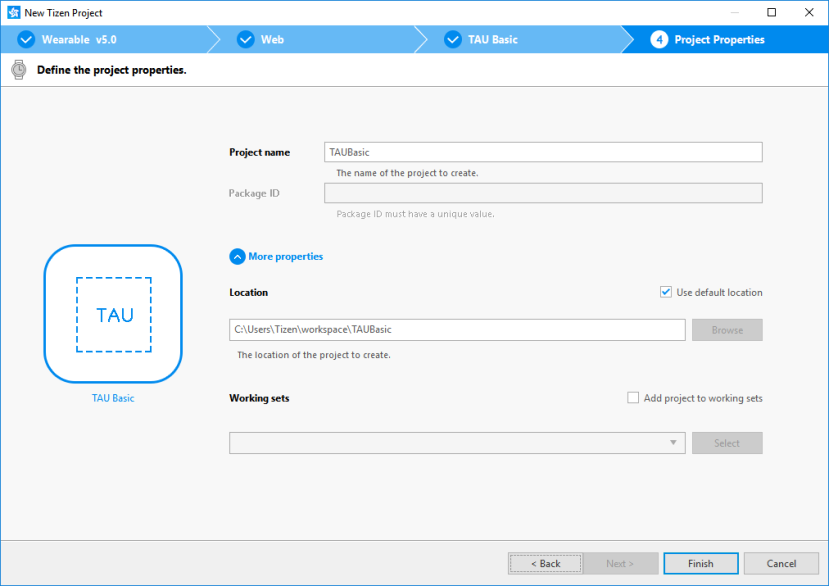 New Tizen Project
Wearable v5.0
Web
TAU Basic
4 Project Properties
Define the project properties.
Project name
TAUBasic
The name of the project to create.
Package ID
Package ID must have a unique value.
More properties
Location
Use default location
C:\Users\Tizen\workspace\TAUBasic
Browse
The location of the project to create.
TAU
TAU Basic
Working sets
Add project to working sets
Select
< Back
Next >
Finish
Cancel